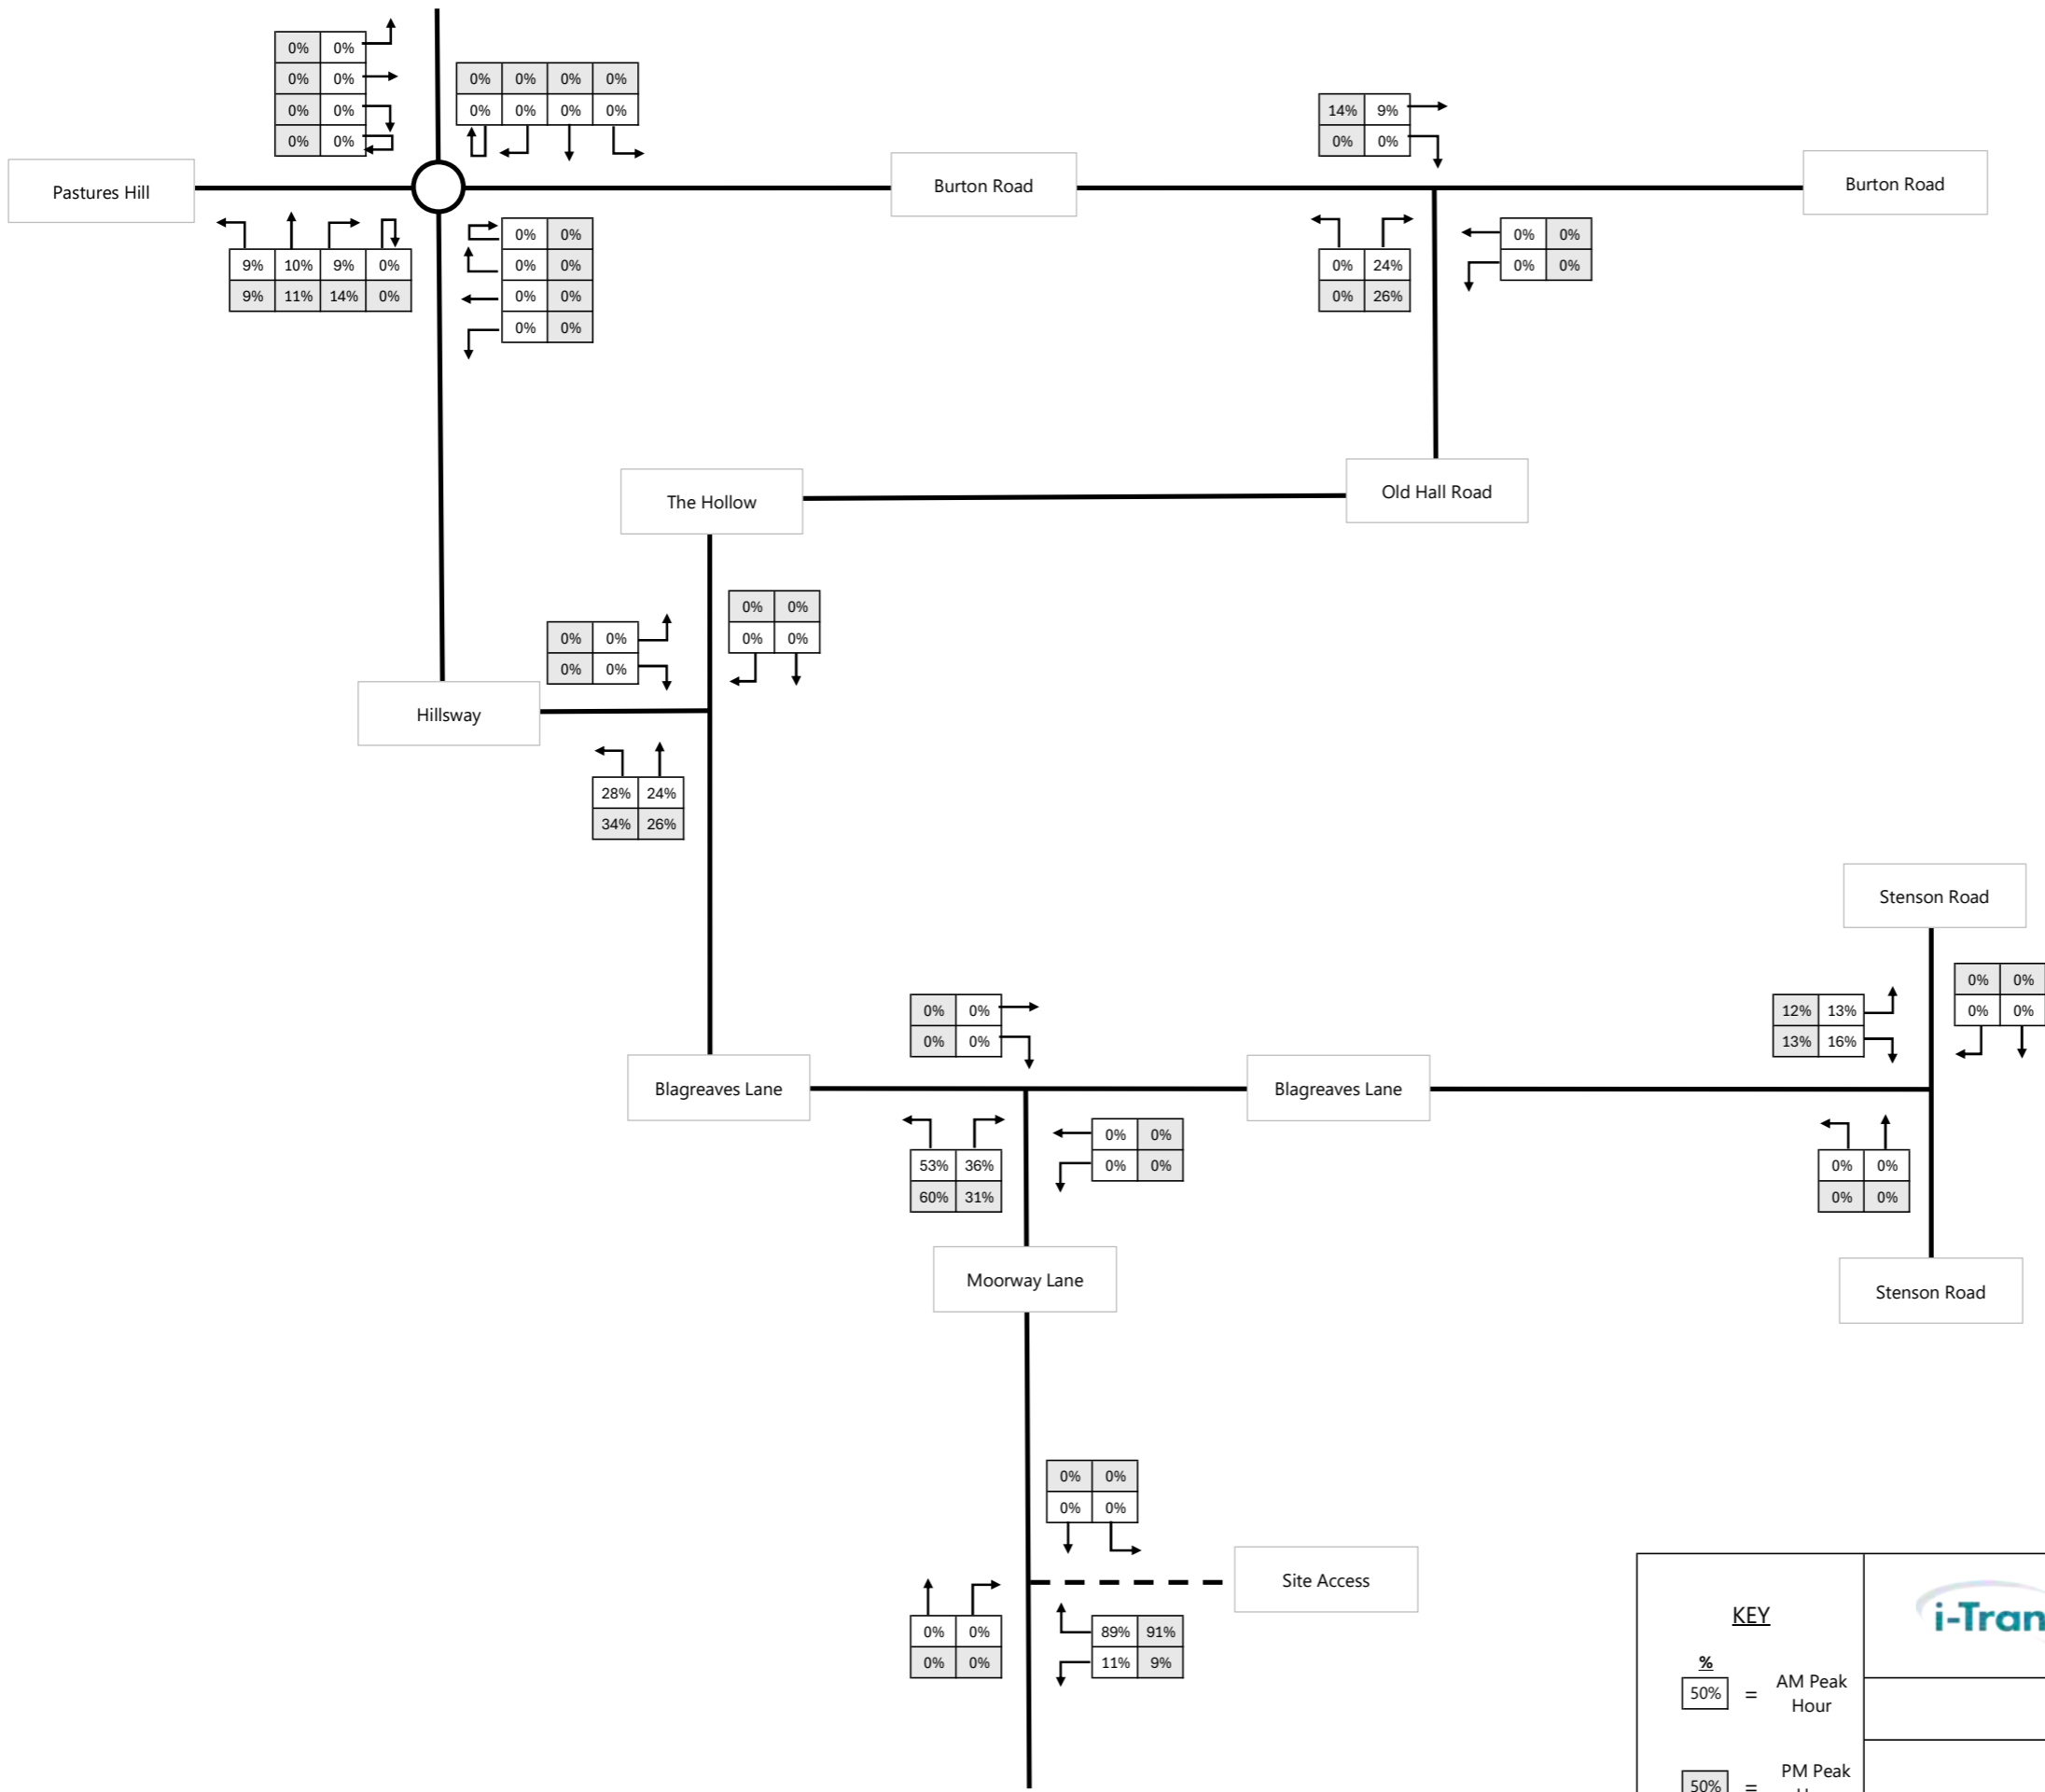 0% 0%
0% 0%
0% 0%
0% 0%
0% 0% 0% 0%
0% 0% 0% 0%
14% 9%
0% 0%
Pastures Hill
Burton Road
Burton Road
9% 10% 9% 0%
9% 11% 14% 0%
0% 0%
0% 0%
0% 0%
0% 0%
0% 24%
0% 26%
0% 0%
0% 0%
The Hollow
Old Hall Road
0% 0%
0% 0%
0% 0%
0% 0%
Hillsway
28% 24%
34% 26%
Stenson Road
0% 0%
0% 0%
12% 13%
13% 16%
0% 0%
0% 0%
Blagreaves Lane
Blagreaves Lane
53% 36%
60% 31%
0% 0%
0% 0%
0% 0%
0% 0%
Moorway Lane
Stenson Road
0% 0%
0% 0%
Site Access
0% 0%
0% 0%
89% 91%
11% 9%
KEY
%
50% = AM Peak
Hour
50% = PM Peak
i-Tran